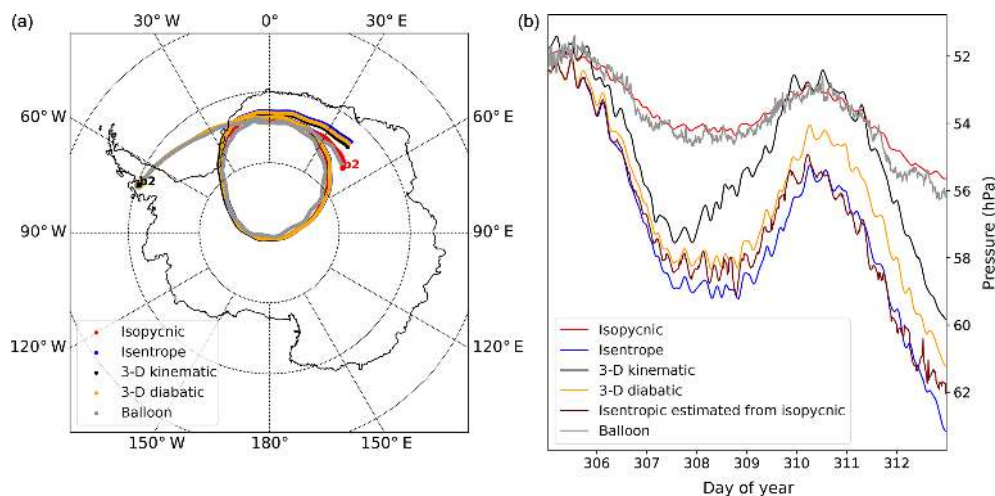 (a)
30° W 0° 30° E
60° W 60° E
b2
b2
90° W 90° E
120° W 120° E
150° W 180° 150° E
Isopycnic
Isentrope
3-D kinematic
3-D diabatic
Balloon
(b)
52
54
56
58
60
62
Pressure (hPa)
Isopycnic
Isentrope
3-D kinematic
3-D diabatic
Isentropic estimated from isopycnic
Balloon
306 307 308 309 310 311 312
Day of year